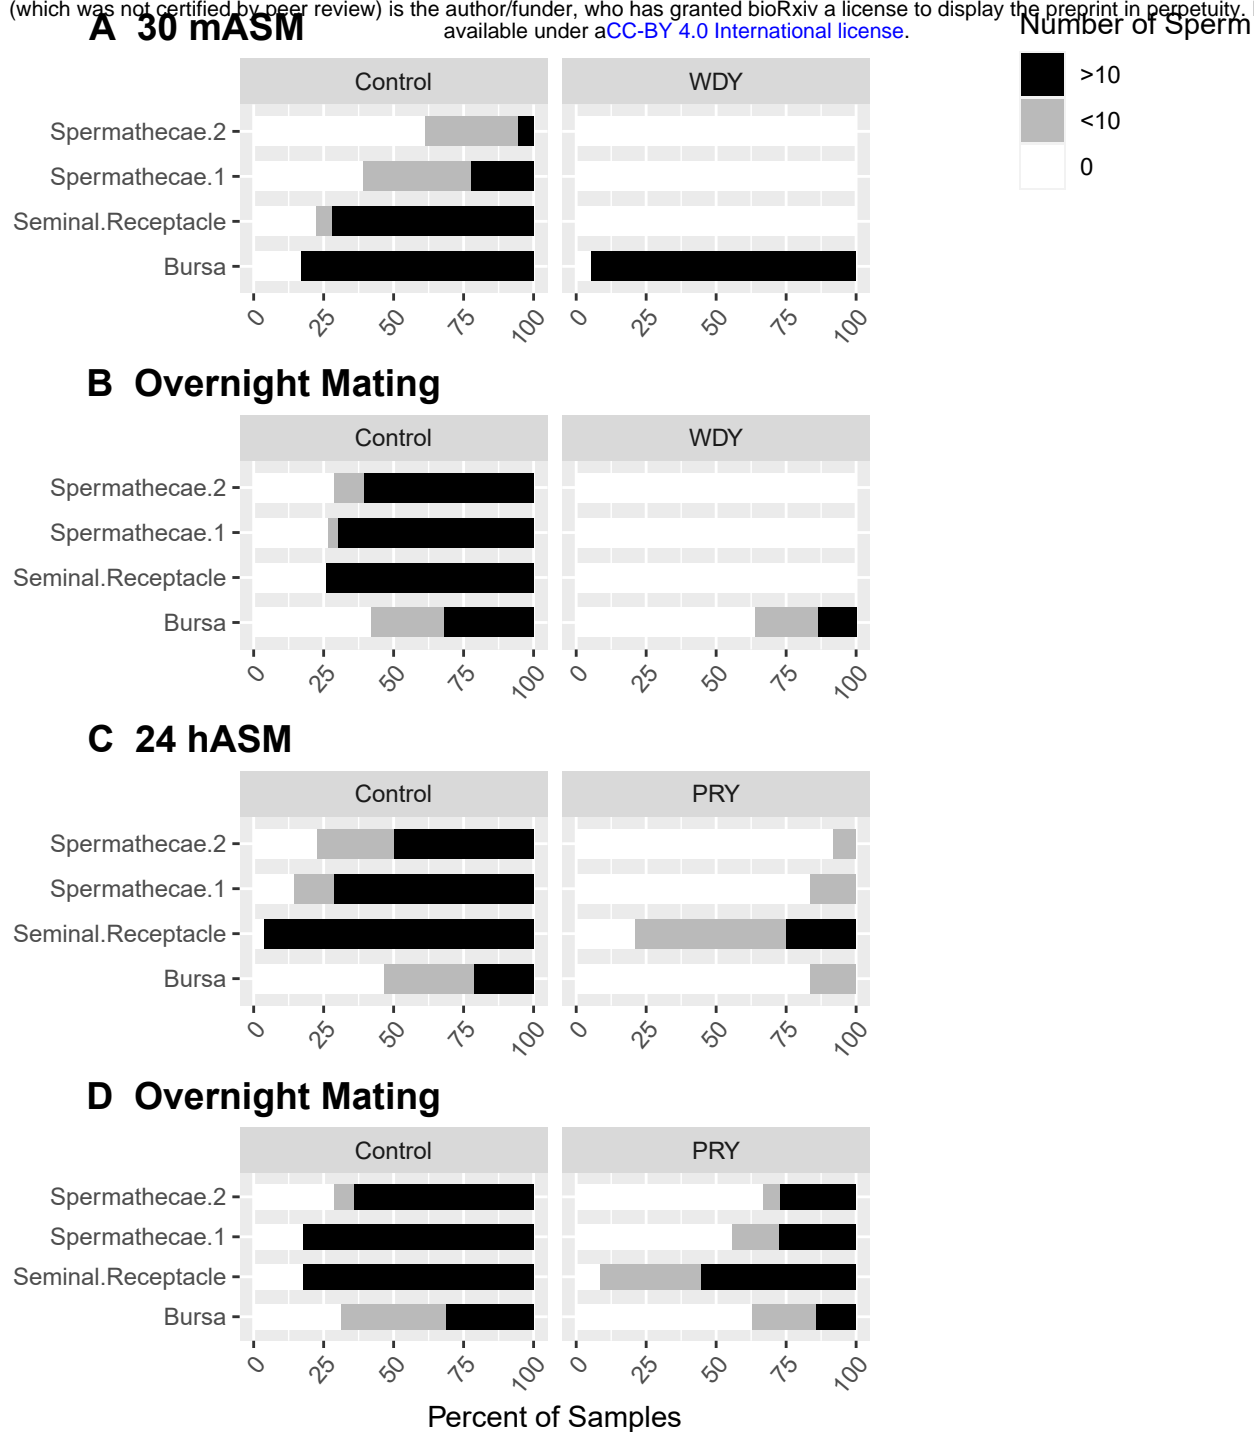 (which was not certified by peer review) is the author/funder, who has granted bioRxiv a license to display the preprint in perpetuity.
available under aCC-BY 4.0 International license.
A 30 mASM
Number of Sperm
>10
<10
0
Control WDY
Spermathecae.2
Spermathecae.1
Seminal.Receptacle
Bursa
0 25 50 75 100 0 25 50 75 100
B Overnight Mating
Control WDY
Spermathecae.2
Spermathecae.1
Seminal.Receptacle
Bursa
0 25 50 75 100 0 25 50 75 100
C 24 hASM
Control PRY
Spermathecae.2
Spermathecae.1
Seminal.Receptacle
Bursa
0 25 50 75 100 0 25 50 75 100
D Overnight Mating
Control PRY
Spermathecae.2
Spermathecae.1
Seminal.Receptacle
Bursa
0 25 50 75 100 0 25 50 75 100
Percent of Samples